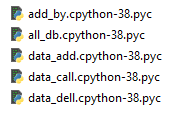 add_by.cpython-38.pyc
all_db.cpython-38.pyc
data_add.cpython-38.pyc
data_call.cpython-38.pyc
data_dell.cpython-38.pyc